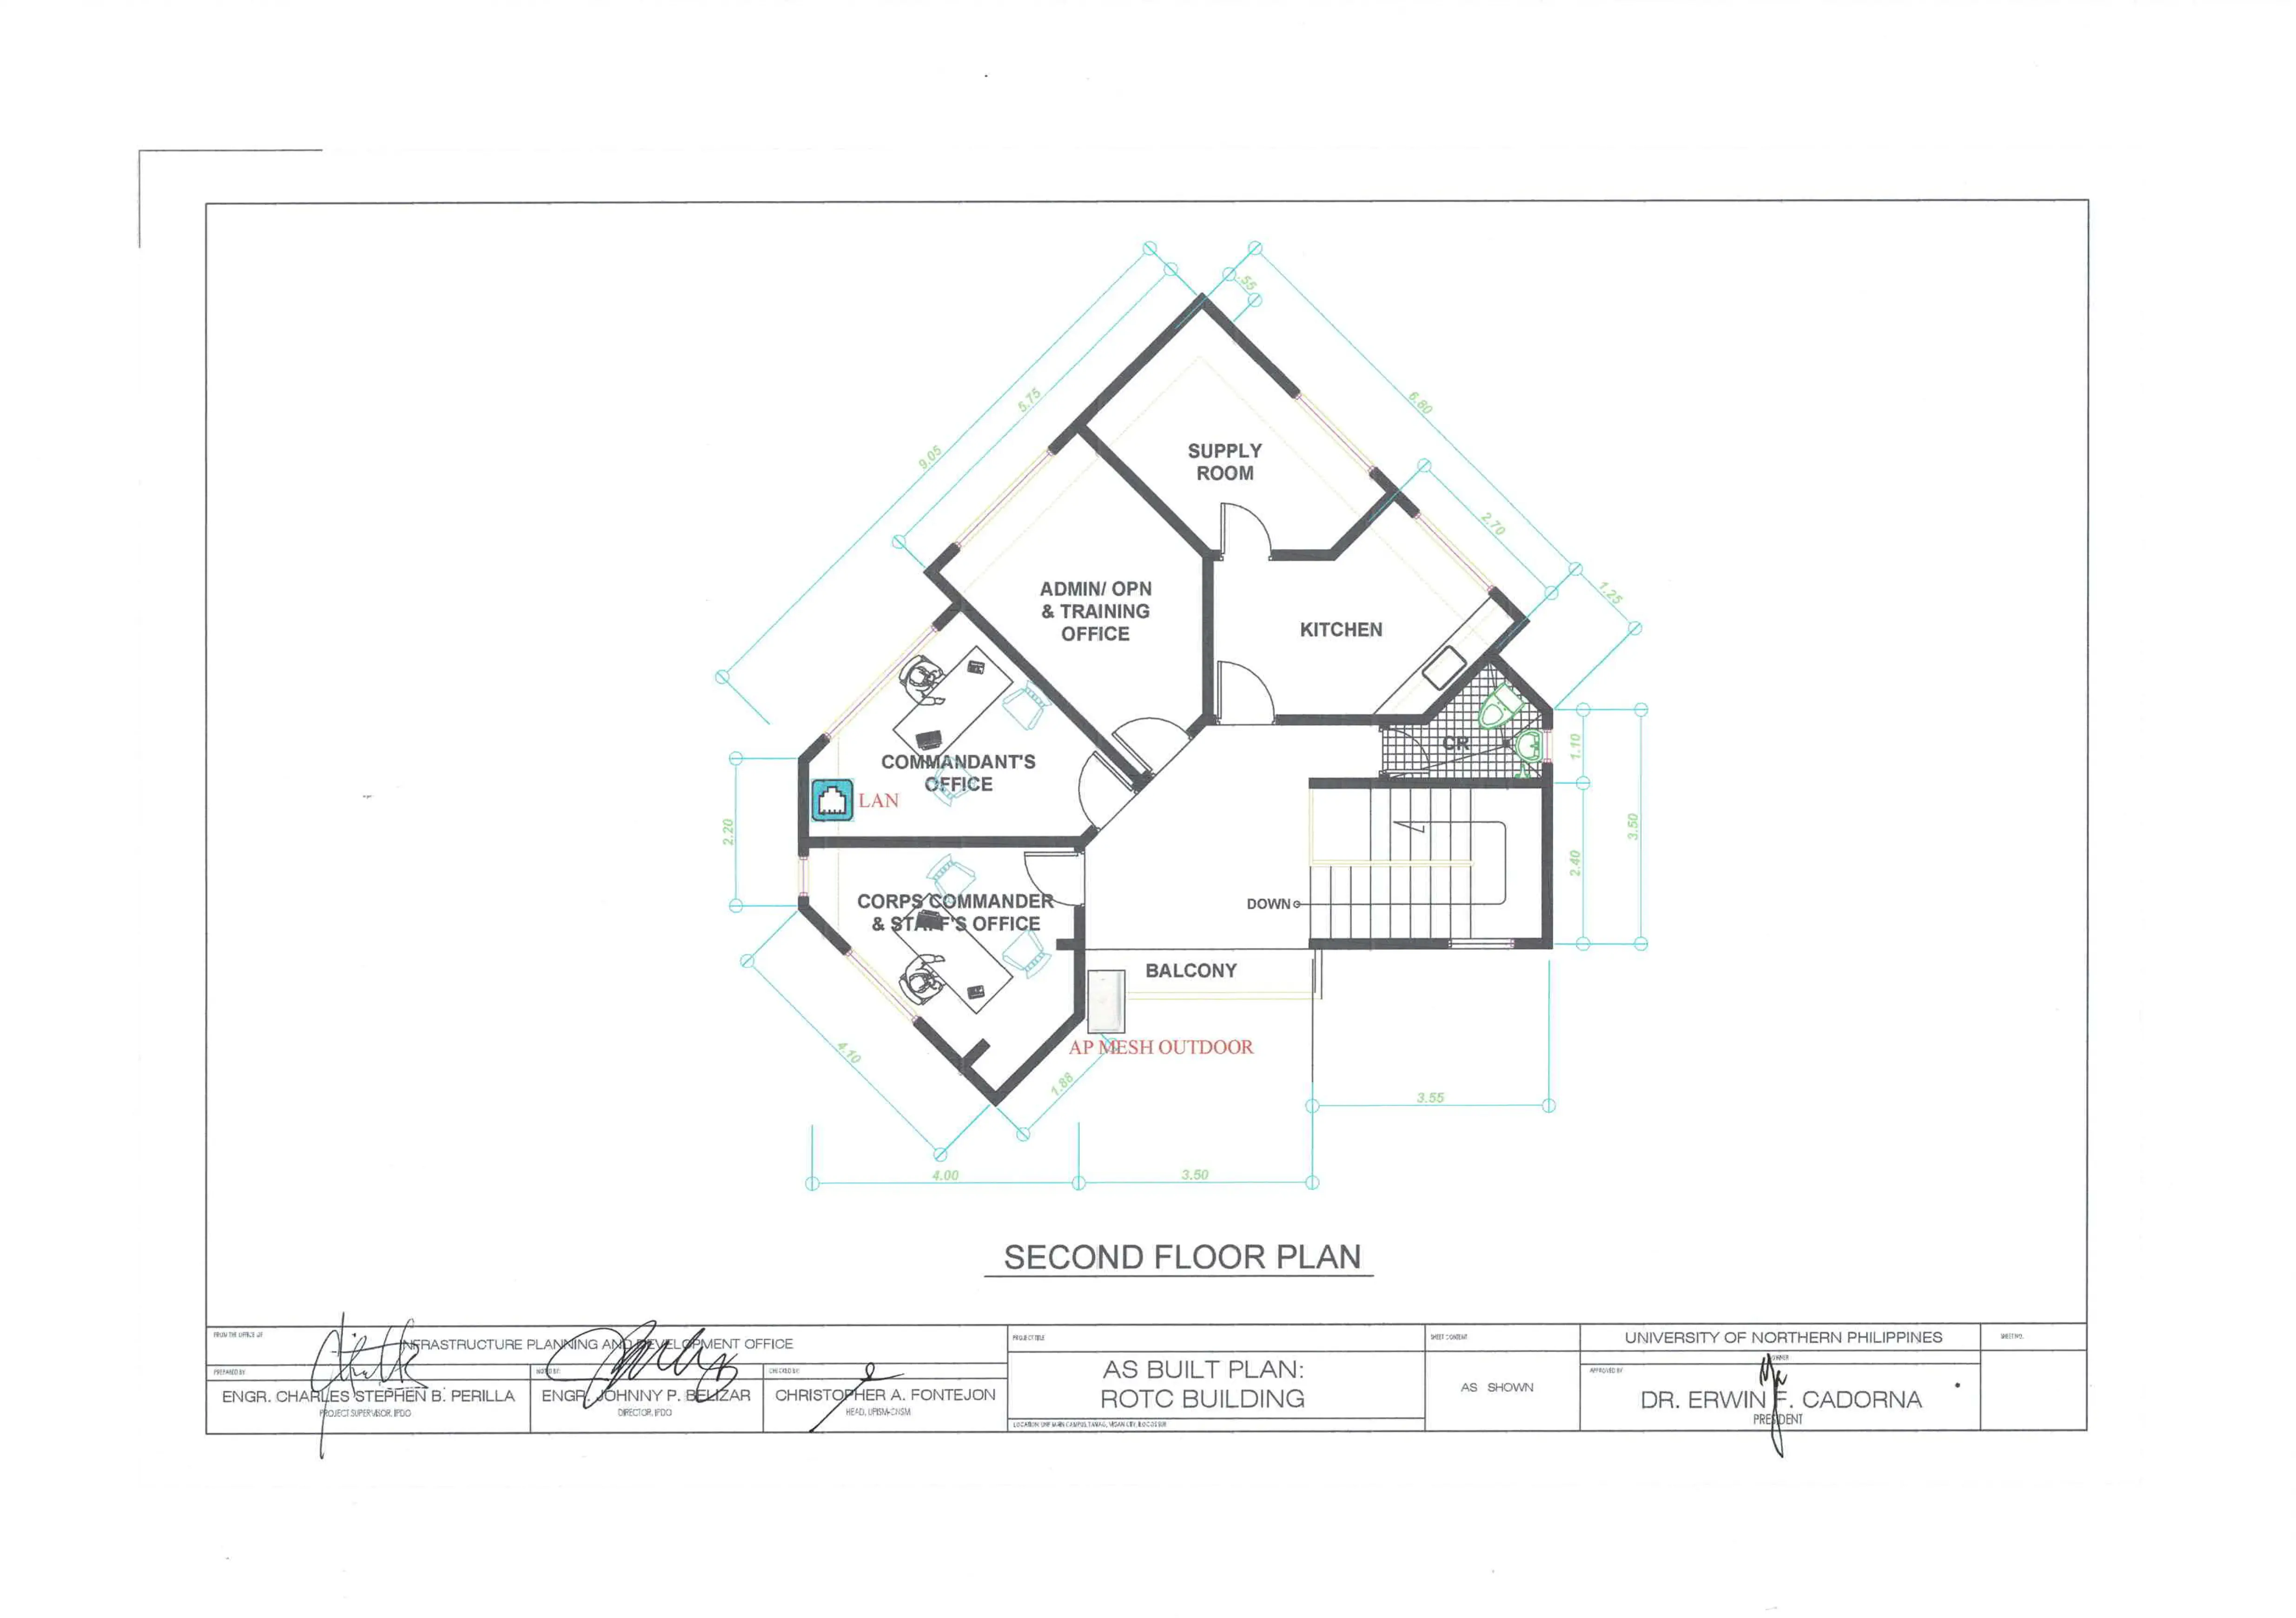 .55
6.80
5.75
9.05
SUPPLY
ROOM
2.70
1.25
ADMIN/ OPN
& TRAINING
OFFICE
KITCHEN
CR
1.10
COMMANDANT'S
OFFICE
LAN
2.20
3.50
2.40
CORPS COMMANDER
& STAFF'S OFFICE
DOWN
BALCONY
AP MESH OUTDOOR
4.10
1.88
3.55
4.00
3.50
SECOND FLOOR PLAN
FROM THE OFFICE OF
INFRASTRUCTURE PLANNING AND DEVELOPMENT OFFICE
PREPARED BY
NOTED BY:
CHECKED BY:
ENGR. CHARLES STEPHEN B. PERILLA
PROJECT SUPERVISOR, IPDO
ENGR. JOHNNY P. BELIZAR
DIRECTOR, IPDO
CHRISTOPHER A. FONTEJON
HEAD,
PROJECT TITLE
AS BUILT PLAN:
ROTC BUILDING
LOCATION: UNP MAIN CAMPUS, TAMAG, VIGAN CITY, ILOCOS SUR
SHEET CONTENT
AS SHOWN
UNIVERSITY OF NORTHERN PHILIPPINES
OWNER
APPROVED BY
DR. ERWIN F. CADORNA
PRESIDENT
SHEET NO.